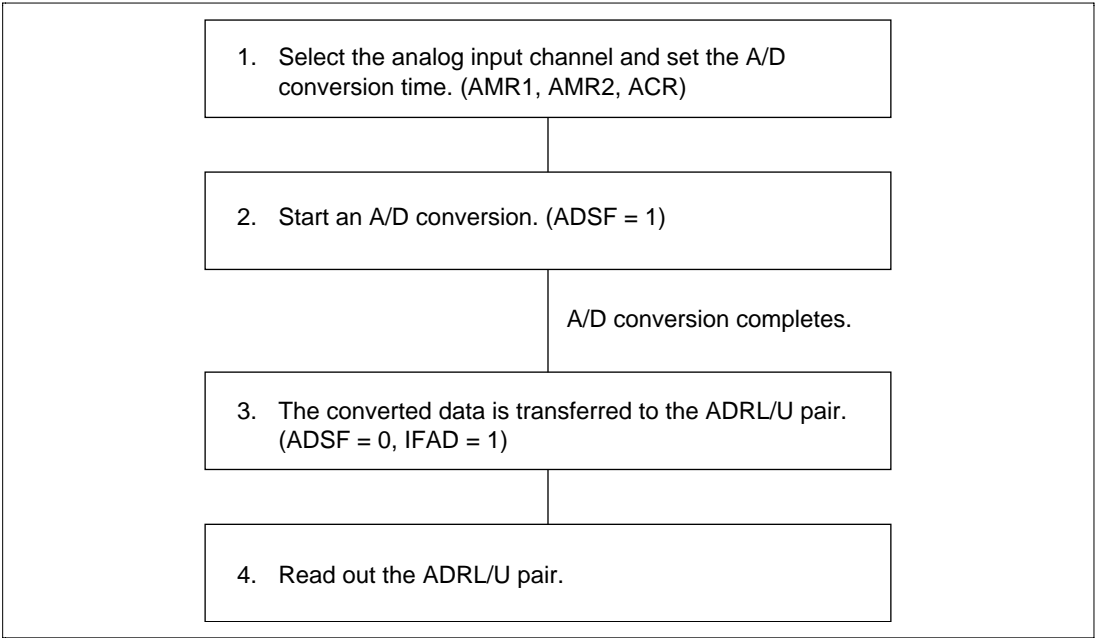 1. Select the analog input channel and set the A/D
conversion time. (AMR1, AMR2, ACR)
2. Start an A/D conversion. (ADSF = 1)
A/D conversion completes.
3. The converted data is transferred to the ADRL/U pair.
(ADSF = 0, IFAD = 1)
4. Read out the ADRL/U pair.